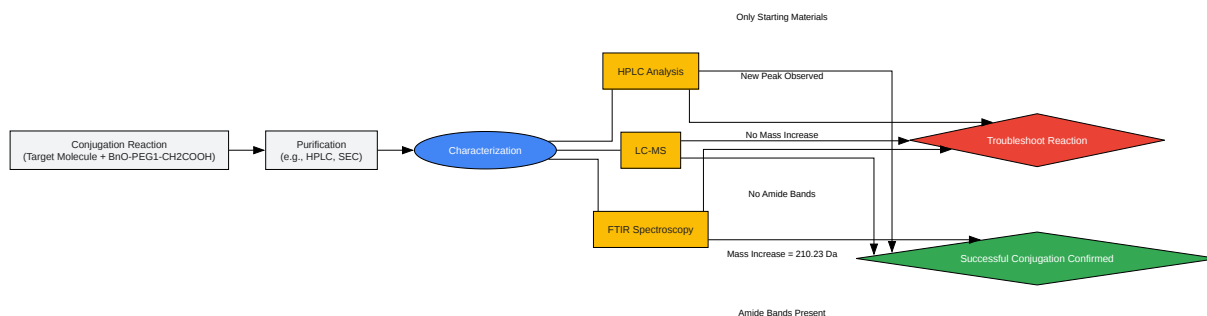 Only Starting Materials
HPLC Analysis
New Peak Observed
Conjugation Reaction
(Target Molecule + BnO-PEG1-CH2COOH)
Purification
(e.g., HPLC, SEC)
Characterization
LC-MS
No Mass Increase
Troubleshoot Reaction
No Amide Bands
FTIR Spectroscopy
Mass Increase = 210.23 Da
Successful Conjugation Confirmed
Amide Bands Present